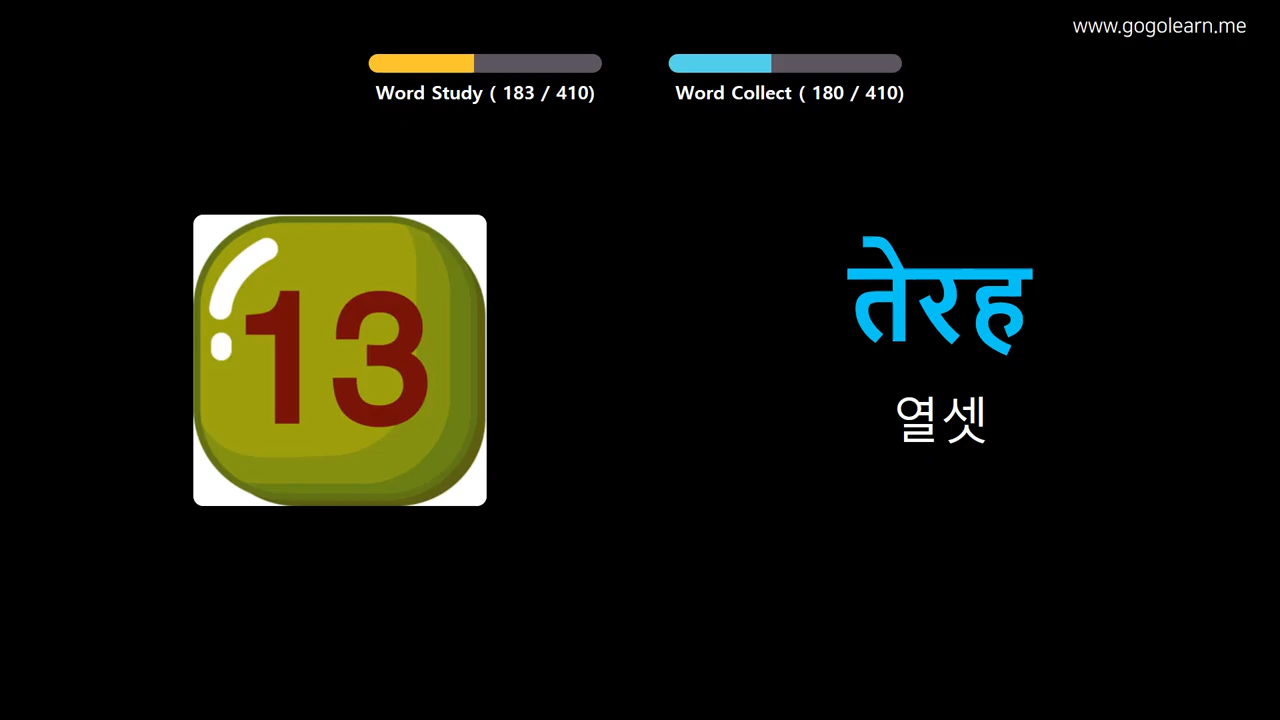 www.gogolearn.me
Word Study ( 183 / 410)
Word Collect ( 180 / 410)
13
तेरह
열셋